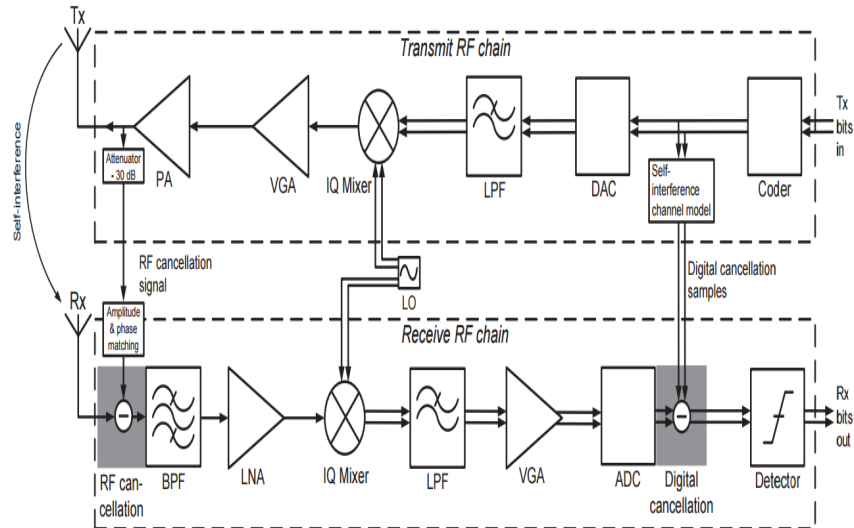 Tx
Transmit RF chain
Self-interference
Attenuator
- 30 dB
PA
VGA
IQ Mixer
LPF
DAC
Self-
interference
channel model
Coder
Tx
bits
in
RF cancellation
signal
LO
Digital cancellation
samples
Rx
Amplitude
& phase
matching
Receive RF chain
RF can-
cellation
BPF
LNA
IQ Mixer
LPF
VGA
ADC
Digital
cancellation
Detector
Rx
bits
out